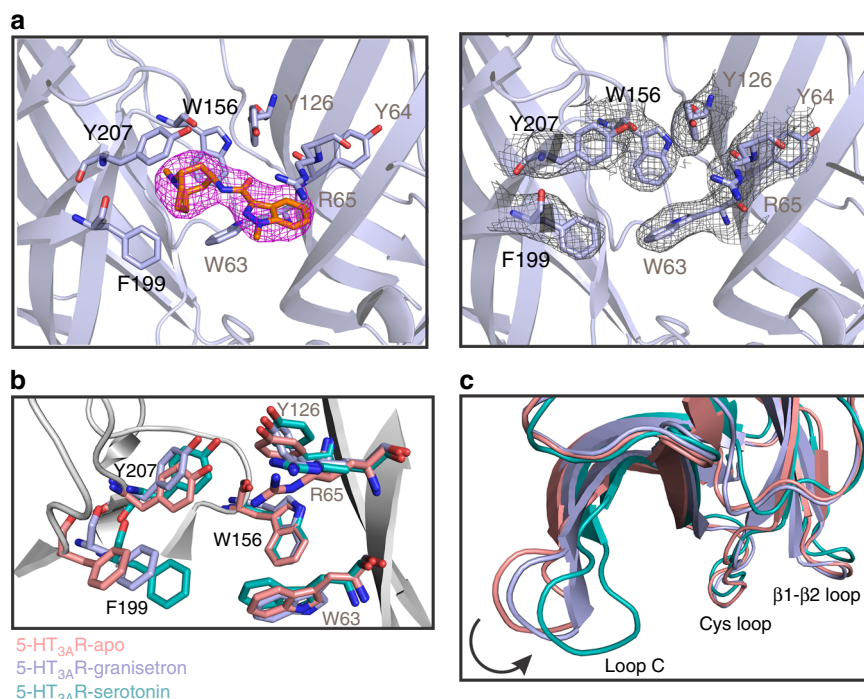 a
W156
Y126
Y64
Y207
R65
W63
F199
W156
Y126
Y64
Y207
R65
W63
F199
b
Y126
Y207
R65
W156
F199
W63
5-HT3AR-apo
5-HT3AR-granisetron
5-HT3AR-serotonin
c
β1-β2 loop
Cys loop
Loop C